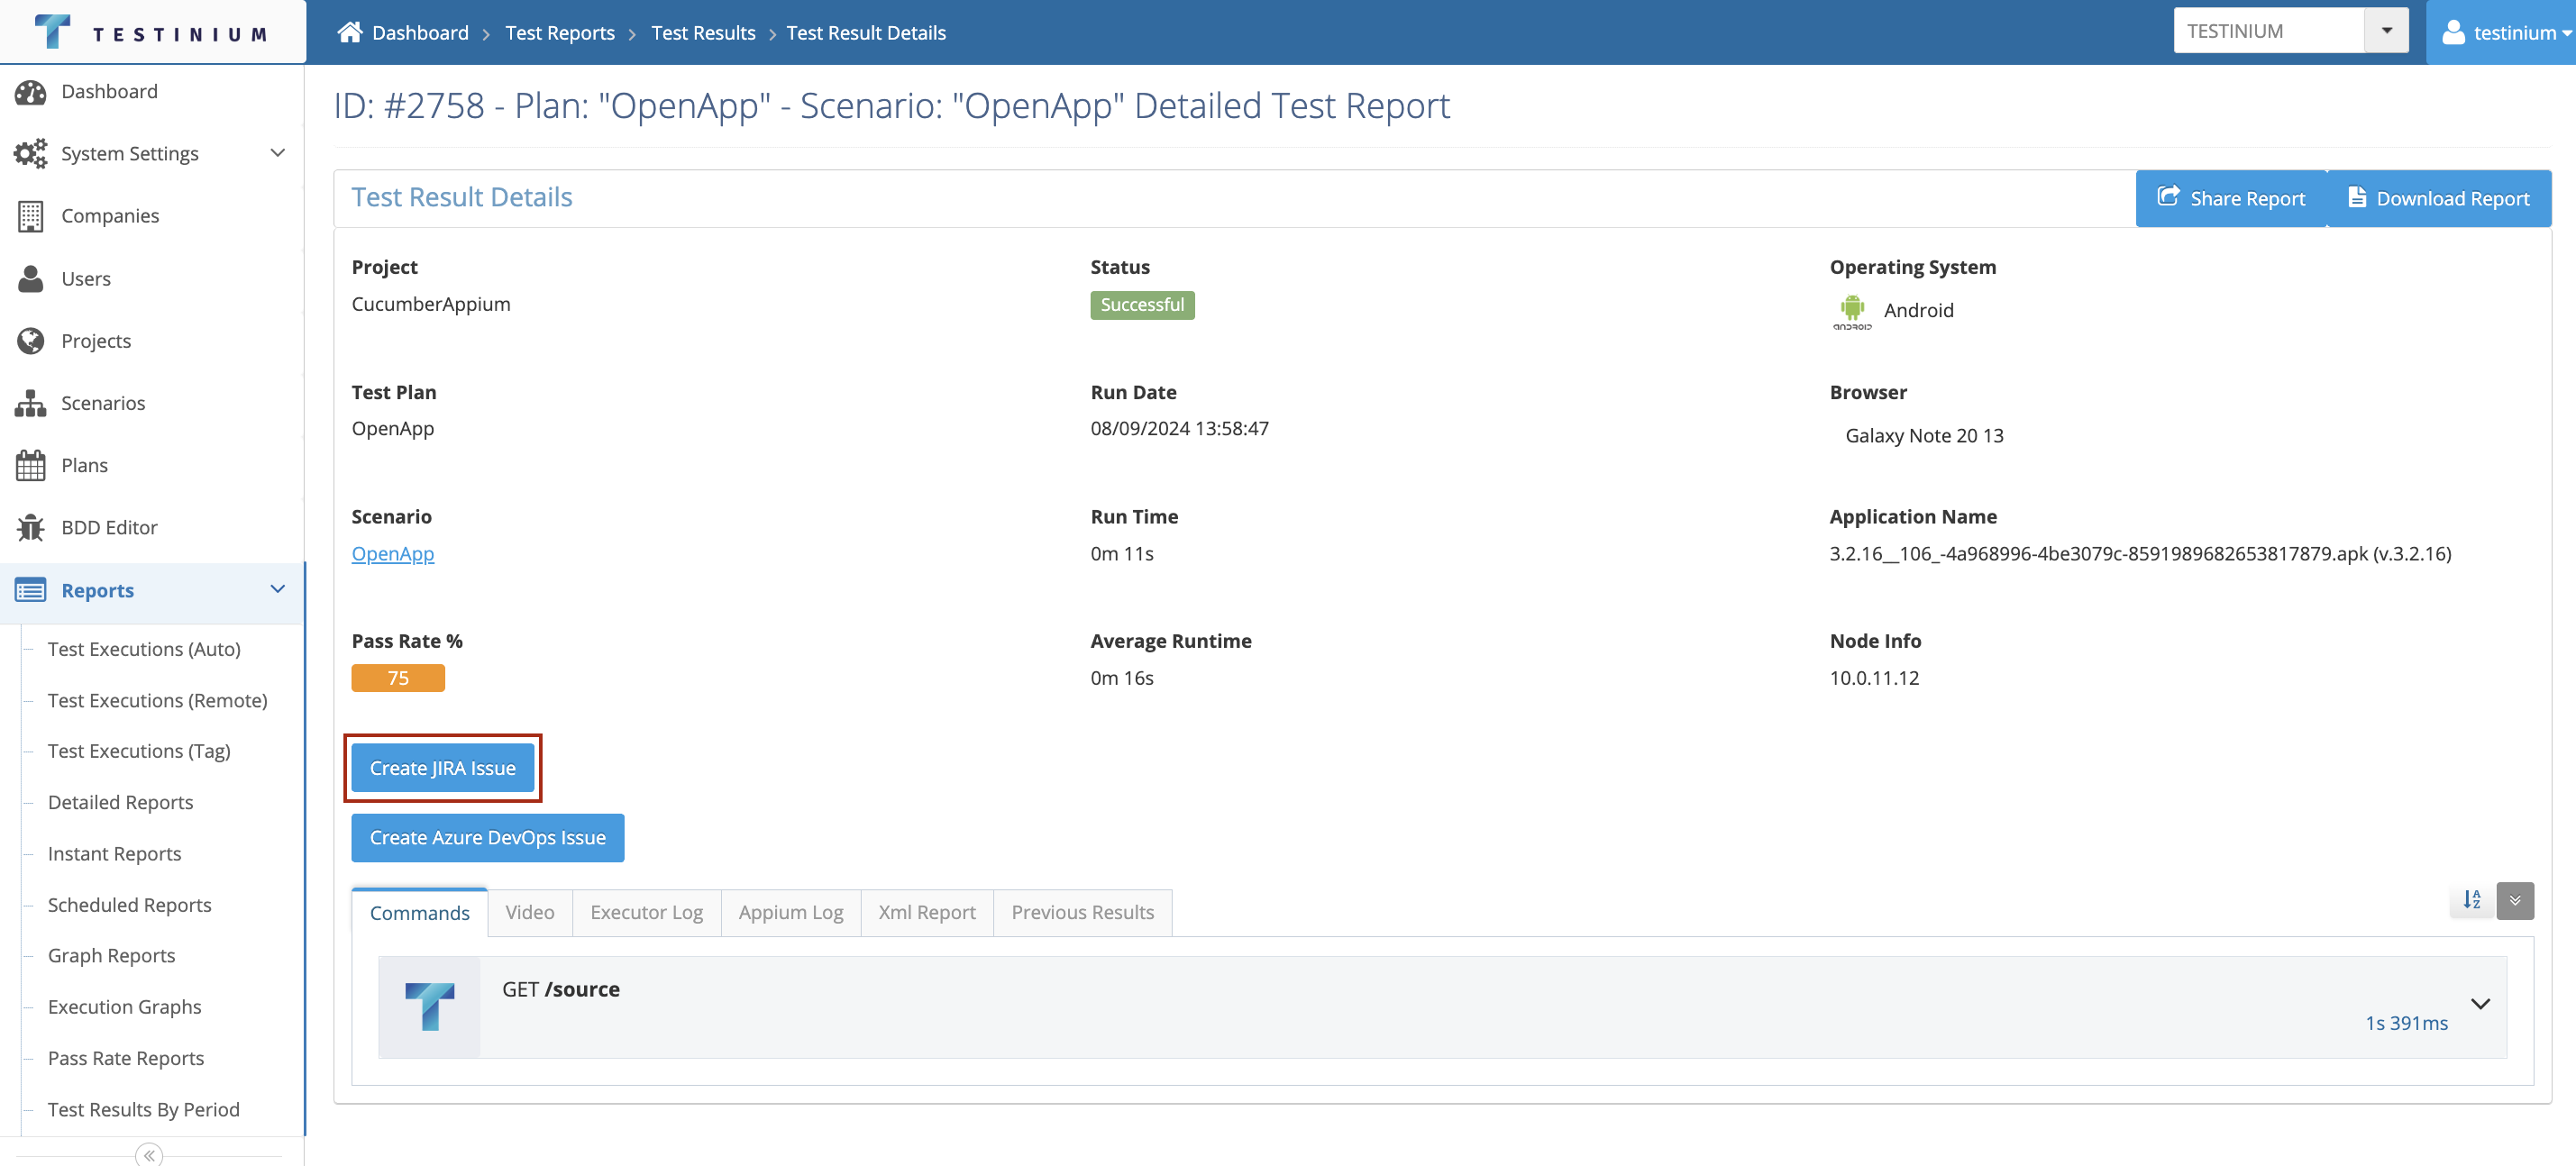 TESTINIUM
Dashboard
Test Reports
Test Results
Test Result Details
TESTINIUM
testinium
Dashboard
System Settings
Companies
Users
Projects
Scenarios
Plans
BDD Editor
Reports
Test Executions (Auto)
Test Executions (Remote)
Test Executions (Tag)
Detailed Reports
Instant Reports
Scheduled Reports
Graph Reports
Execution Graphs
Pass Rate Reports
Test Results By Period
ID: #2758 - Plan: "OpenApp" - Scenario: "OpenApp" Detailed Test Report
Test Result Details
Share Report
Download Report
Project
CucumberAppium
Status
Successful
Operating System
ANDROID
Android
Test Plan
OpenApp
Run Date
08/09/2024 13:58:47
Browser
Galaxy Note 20 13
Scenario
OpenApp
Run Time
0m 11s
Application Name
3.2.16__106_-4a968996-4be3079c-8591989682653817879.apk (v.3.2.16)
Pass Rate %
75
Average Runtime
0m 16s
Node Info
10.0.11.12
Create JIRA Issue
Create Azure DevOps Issue
Commands
Video
Executor Log
Appium Log
Xml Report
Previous Results
A
Z
GET /source
1s 391ms